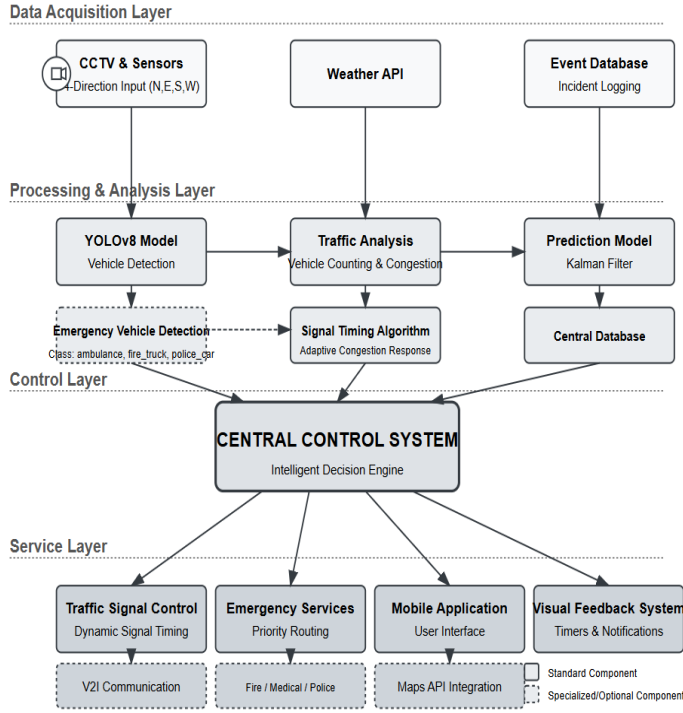 Data Acquisition Layer
CCTV & Sensors
4-Direction Input (N,E,S,W)
Weather API
Event Database
Incident Logging
Processing & Analysis Layer
YOLOv8 Model
Vehicle Detection
Traffic Analysis
Vehicle Counting & Congestion
Prediction Model
Kalman Filter
Emergency Vehicle Detection
Class: ambulance, fire_truck, police_car
Signal Timing Algorithm
Adaptive Congestion Response
Central Database
Control Layer
CENTRAL CONTROL SYSTEM
Intelligent Decision Engine
Service Layer
Traffic Signal Control
Dynamic Signal Timing
Emergency Services
Priority Routing
Mobile Application
User Interface
Visual Feedback System
Timers & Notifications
V2I Communication
Fire / Medical / Police
Maps API Integration
Standard Component
Specialized/Optional Component